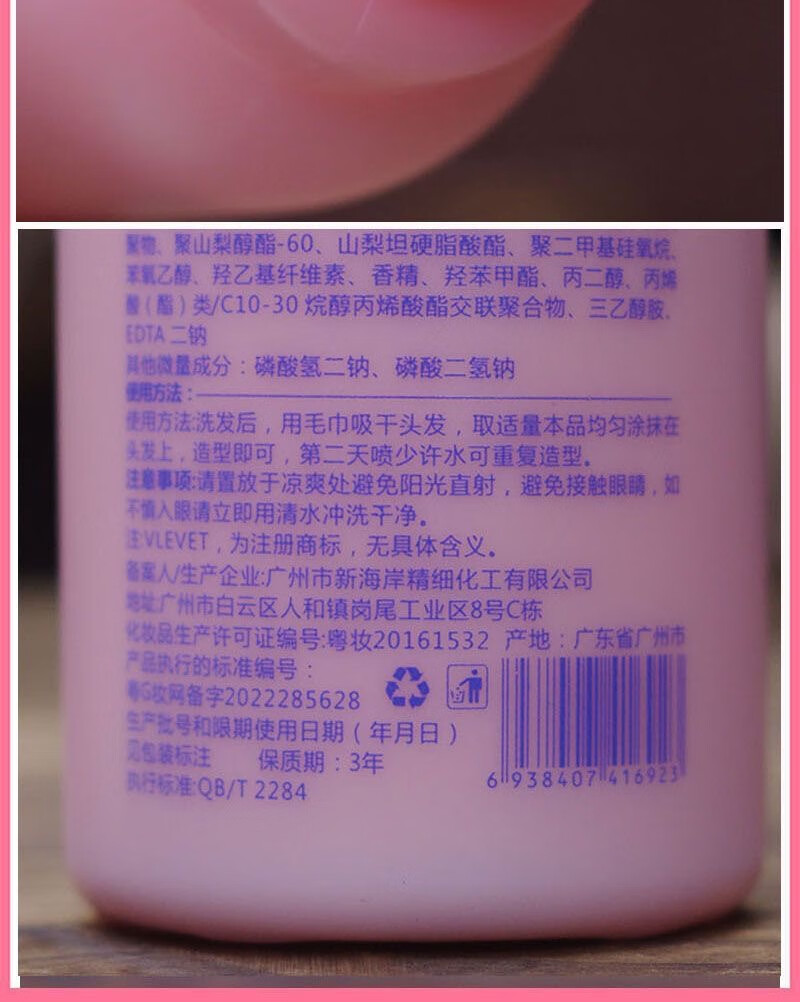 聚物、聚山梨醇酯-60、山梨坦硬脂酸酯、聚二甲基硅氧烷、
苯氧乙醇、羟乙基纤维素、香精、羟苯甲酯、丙二醇、丙烯
酸（酯）类/C10-30 烷醇丙烯酸酯交联聚合物、三乙醇胺、
EDTA 二钠
其他微量成分：磷酸氢二钠、磷酸二氢钠
使用方法：
使用方法:洗发后，用毛巾吸干头发，取适量本品均匀涂抹在
头发上，造型即可，第二天喷少许水可重复造型。
注意事项:请置放于凉爽处避免阳光直射，避免接触眼睛，如
不慎入眼请立即用清水冲洗干净。
注:VLEVET，为注册商标，无具体含义。
备案人/生产企业:广州市新海岸精细化工有限公司
地址:广州市白云区人和镇岗尾工业区8号C栋
化妆品生产许可证编号:粤妆20161532 产地：广东省广州市
产品执行的标准编号：
粤G妆网备字2022285628
生产批号和限期使用日期（年月日）
见包装标注 保质期：3年
执行标准:QB/T 2284
6 938407 416923